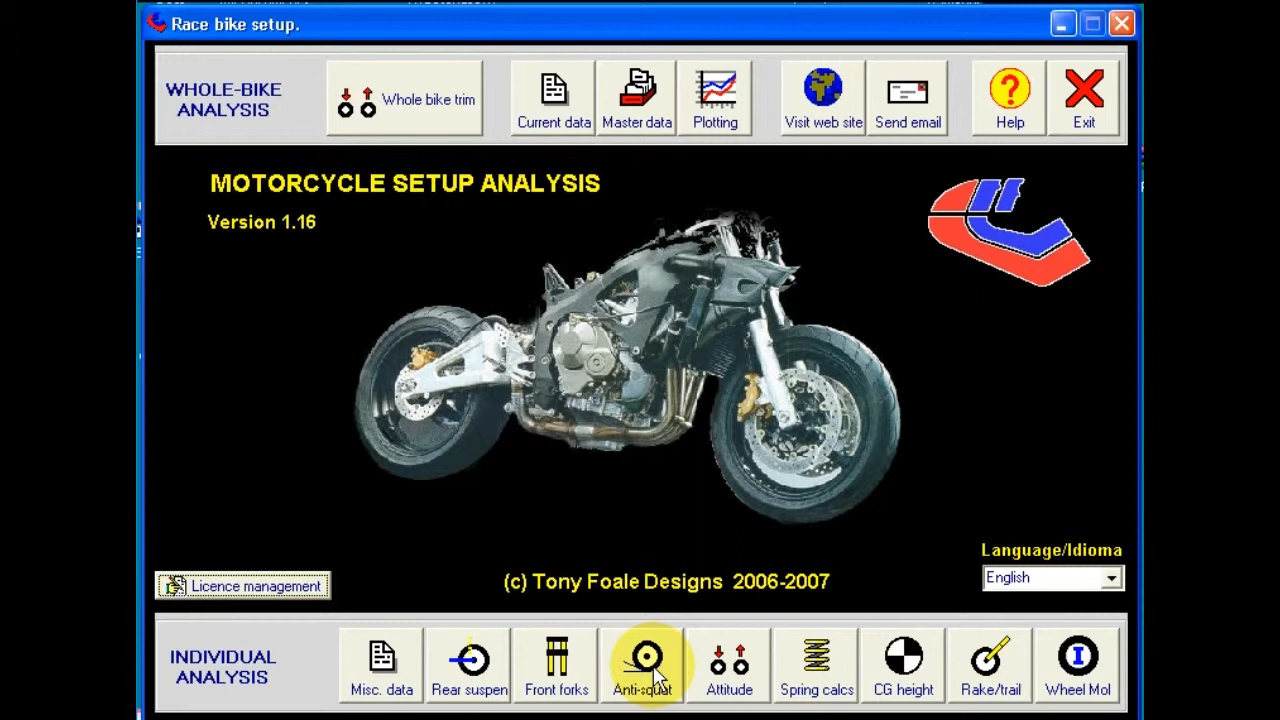 Race bike setup.
WHOLE-BIKE
ANALYSIS
Whole bike trim
Current data
Master data
Plotting
Visit web site
Send email
Help
Exit
MOTORCYCLE SETUP ANALYSIS
Version 1.16
Language/Idioma
English
Licence management
(c) Tony Foale Designs 2006-2007
INDIVIDUAL
ANALYSIS
Misc. data
Rear suspen
Front forks
Anti-squat
Attitude
Spring calcs
CG height
Rake/trail
Wheel MoI